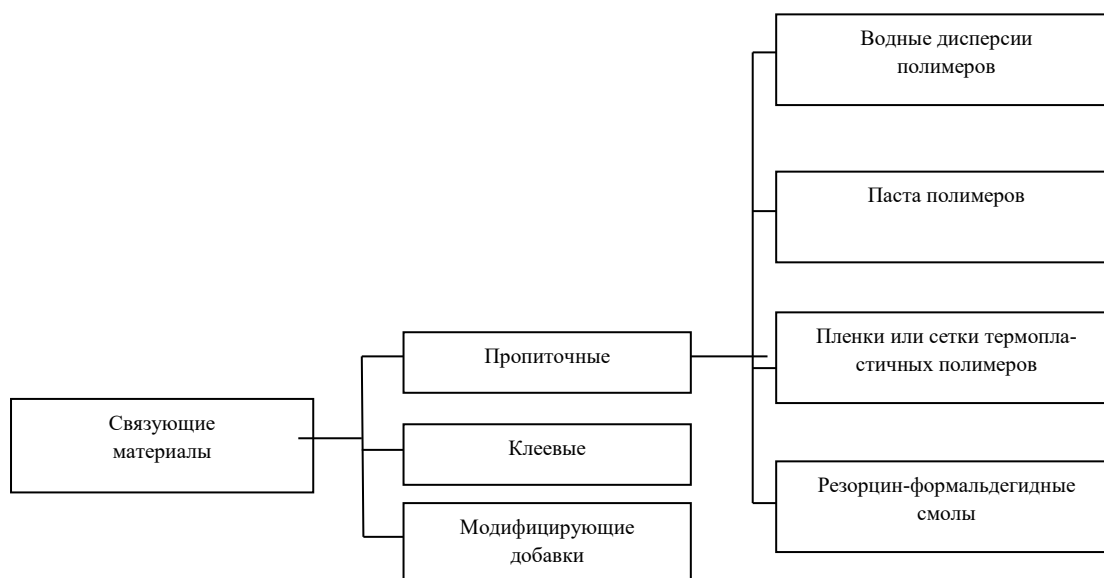 Связующие
материалы
Пропиточные
Клеевые
Модифицирующие
добавки
Водные дисперсии
полимеров
Паста полимеров
Пленки или сетки термопла-
стичных полимеров
Резорцин-формальдегидные
смолы